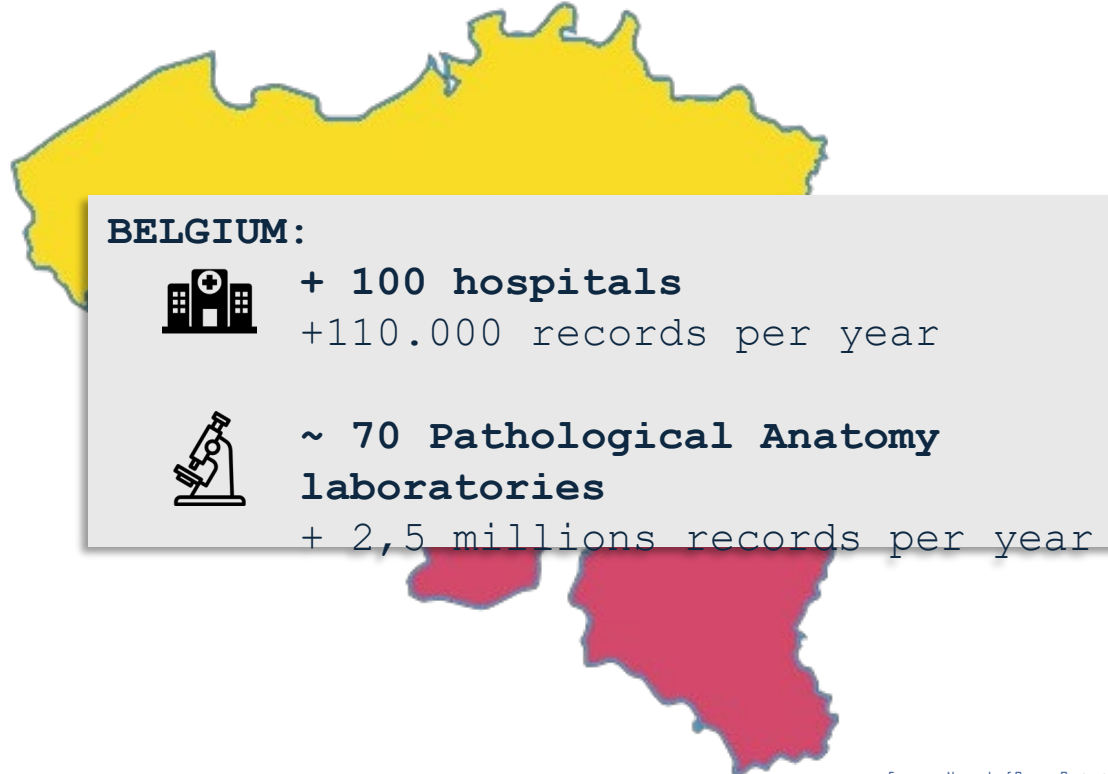 BELGIUM:
+ 100 hospitals
+110.000 records per year
~ 70 Pathological Anatomy
laboratories
+ 2,5 millions records per year